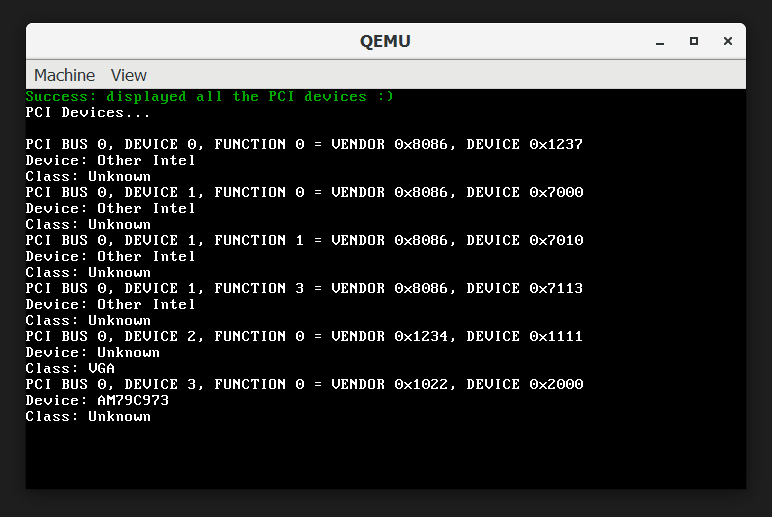 QEMU
Machine View
Success: displayed all the PCI devices :)
PCI Devices...
PCI BUS 0, DEVICE 0, FUNCTION 0 = VENDOR 0x8086, DEVICE 0x1237
Device: Other Intel
Class: Unknown
PCI BUS 0, DEVICE 1, FUNCTION 0 = VENDOR 0x8086, DEVICE 0x7000
Device: Other Intel
Class: Unknown
PCI BUS 0, DEVICE 1, FUNCTION 1 = VENDOR 0x8086, DEVICE 0x7010
Device: Other Intel
Class: Unknown
PCI BUS 0, DEVICE 1, FUNCTION 3 = VENDOR 0x8086, DEVICE 0x7113
Device: Other Intel
Class: Unknown
PCI BUS 0, DEVICE 2, FUNCTION 0 = VENDOR 0x1234, DEVICE 0x1111
Device: Unknown
Class: VGA
PCI BUS 0, DEVICE 3, FUNCTION 0 = VENDOR 0x1022, DEVICE 0x2000
Device: AM79C973
Class: Unknown